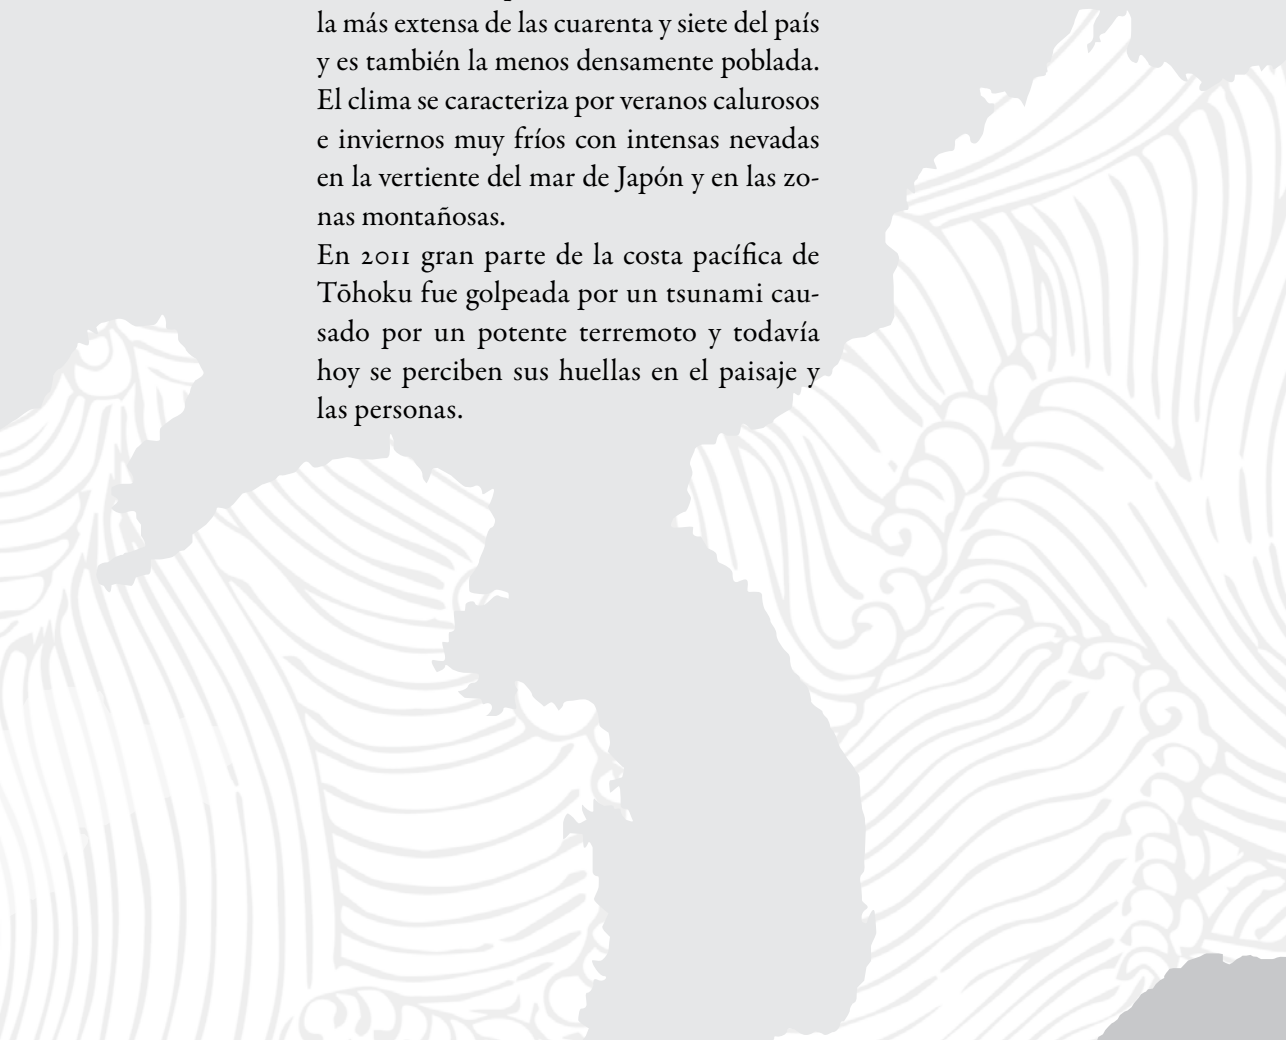 la más extensa de las cuarenta y siete del país
y es también la menos densamente poblada.
El clima se caracteriza por veranos calurosos
e inviernos muy fríos con intensas nevadas
en la vertiente del mar de Japón y en las zo-
nas montañosas.
En 2011 gran parte de la costa pacífica de
Tōhoku fue golpeada por un tsunami cau-
sado por un potente terremoto y todavía
hoy se perciben sus huellas en el paisaje y
las personas.